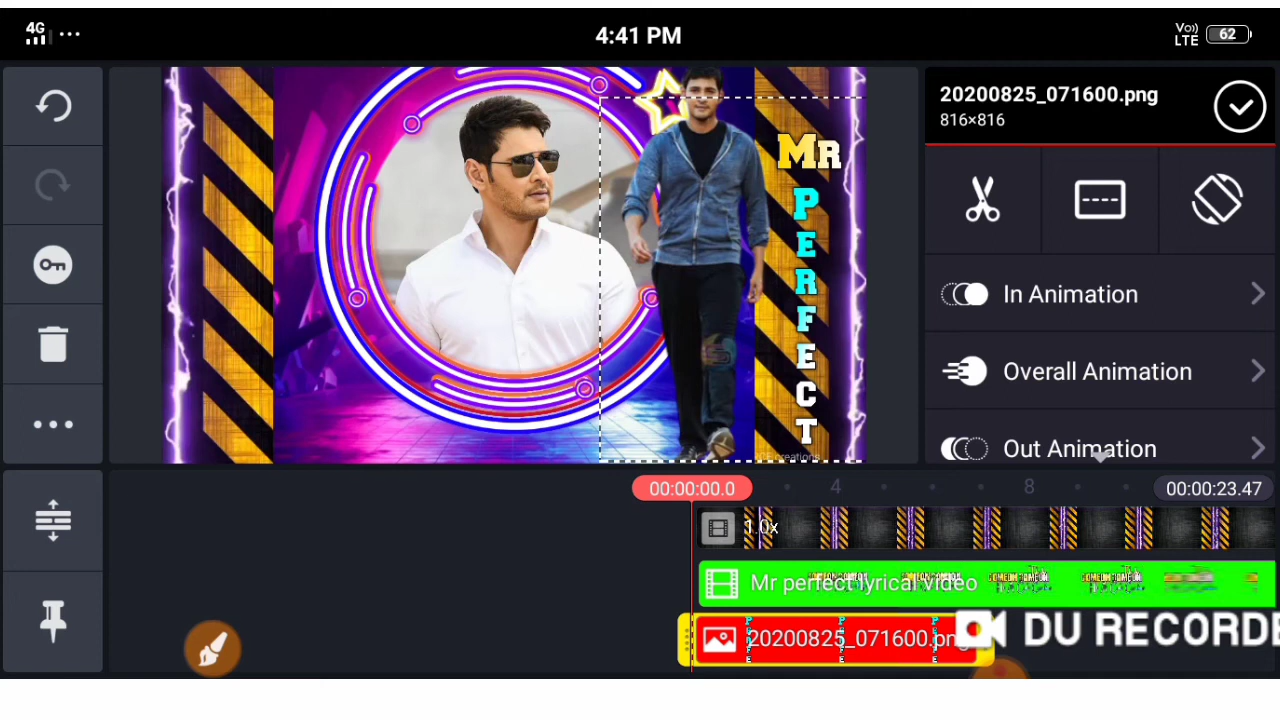 4G
4:41 PM
Vo))
LTE
62
20200825_071600.png
816×816
MR
PERFECT
In Animation
Overall Animation
Out Animation
00:00:00.0
4
8
00:00:23.47
1.0x
Mr perfect lyrical video
20200825_071600.png
DU RECORDE